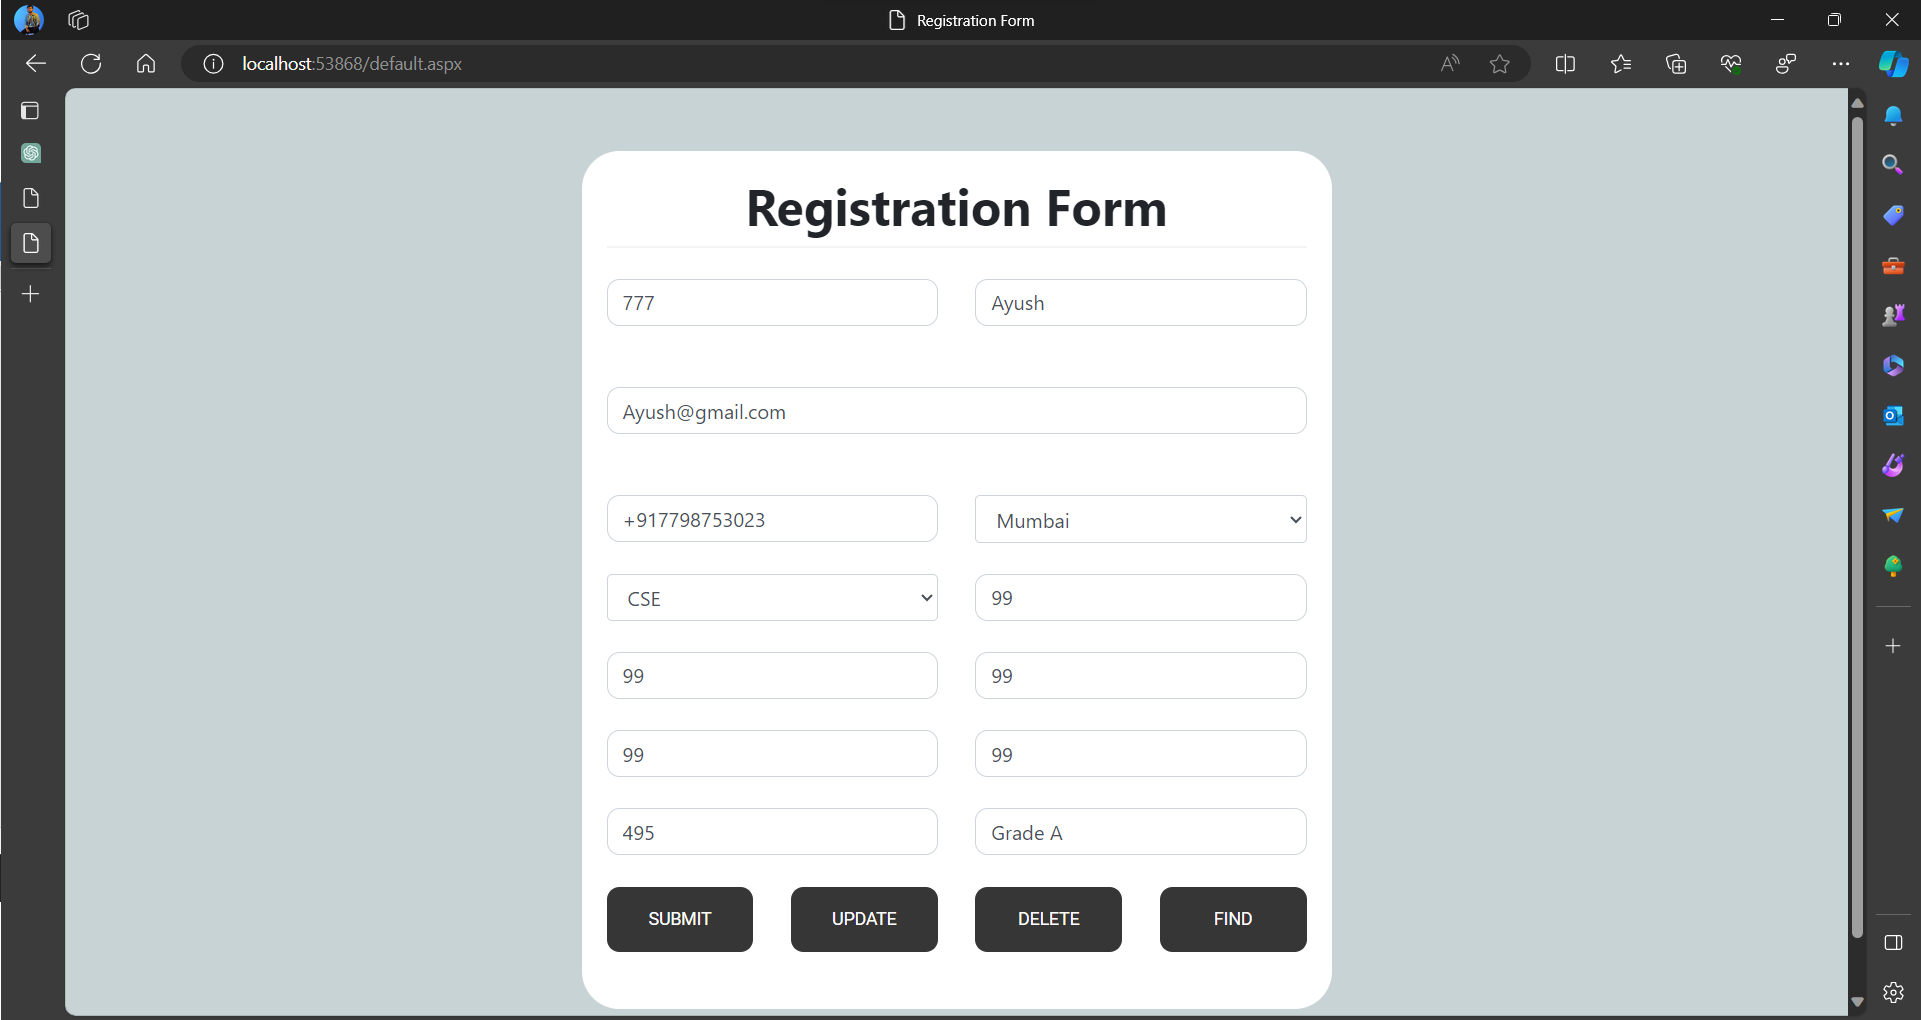 Registration Form
localhost:53868/default.aspx
Registration Form
777 Ayush
Ayush@gmail.com
+917798753023 Mumbai
CSE 99
99 99
99 99
495 Grade A
SUBMIT UPDATE DELETE FIND